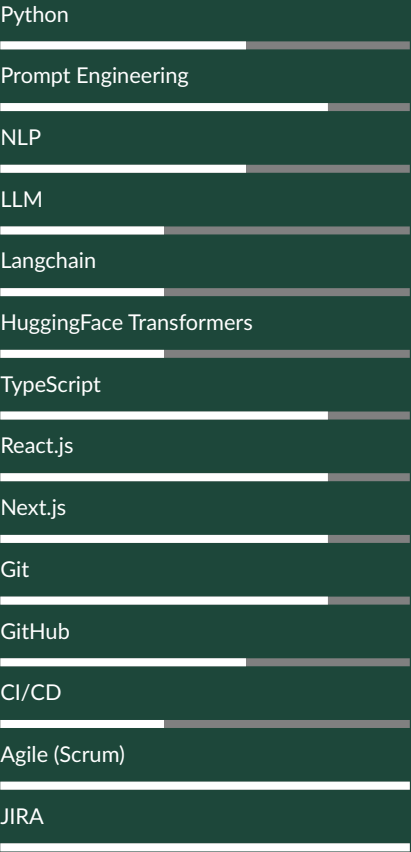 Python
Prompt Engineering
NLP
LLM
Langchain
HuggingFace Transformers
TypeScript
React.js
Next.js
Git
GitHub
CI/CD
Agile (Scrum)
JIRA